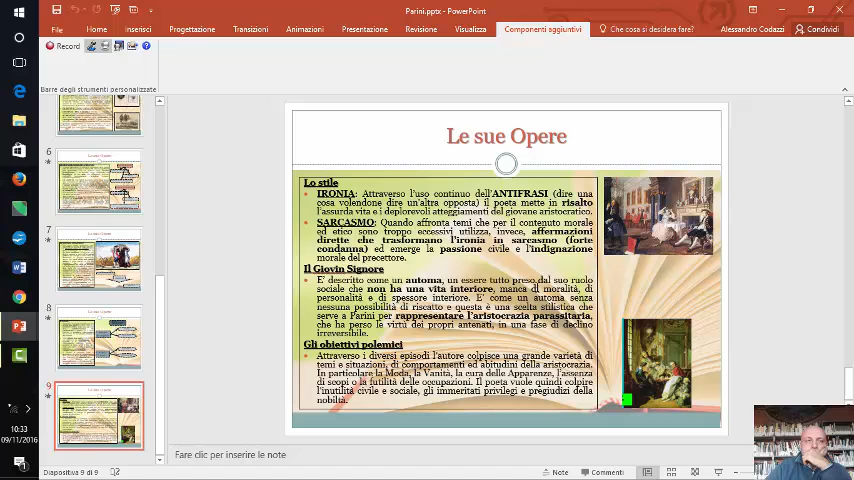 Parini.pptx - PowerPoint
File Home Inserisci Progettazione Transizioni Animazioni Presentazione Revisione Visualizza Componenti aggiuntivi Che cosa si desidera fare? Alessandro Codazzi Condividi
Record
Barre degli strumenti personalizzate
6
7
8
9
Le sue Opere
Lo stile
IRONIA: Attraverso l'uso continuo dell'ANTIFRASI (dire una
cosa volendone dire un'altra opposta) il poeta mette in risalto
l'assurda vita e i deplorevoli atteggiamenti del giovane aristocratico.
SARCASMO: Quando affronta temi che per il contenuto morale
ed etico sono troppo eccessivi utilizza, invece, affermazioni
dirette che trasformano l'ironia in sarcasmo (forte
condanna) ed emerge la passione civile e l'indignazione
morale del precettore.
Il Giovin Signore
E' descritto come un automa, un essere tutto preso dal suo ruolo
sociale che non ha una vita interiore, manca di moralità, di
personalità e di spessore interiore. E' come un automa senza
nessuna possibilità di riscatto e questa è una scelta stilistica che
serve a Parini per rappresentare l'aristocrazia parassitaria,
che ha perso le virtù dei propri antenati, in una fase di declino
irreversibile.
Gli obiettivi polemici
Attraverso i diversi episodi l'autore colpisce una grande varietà di
temi e situazioni, di comportamenti ed abitudini della aristocrazia.
In particolare la Moda, la Vanità, la cura delle Apparenze, l'assenza
di scopi o la futilità delle occupazioni. Il poeta vuole quindi colpire
l'inutilità civile e sociale, gli immeritati privilegi e pregiudizi della
nobiltà.
Fare clic per inserire le note
Diapositiva 9 di 9
Note Commenti
10:33
09/11/2016